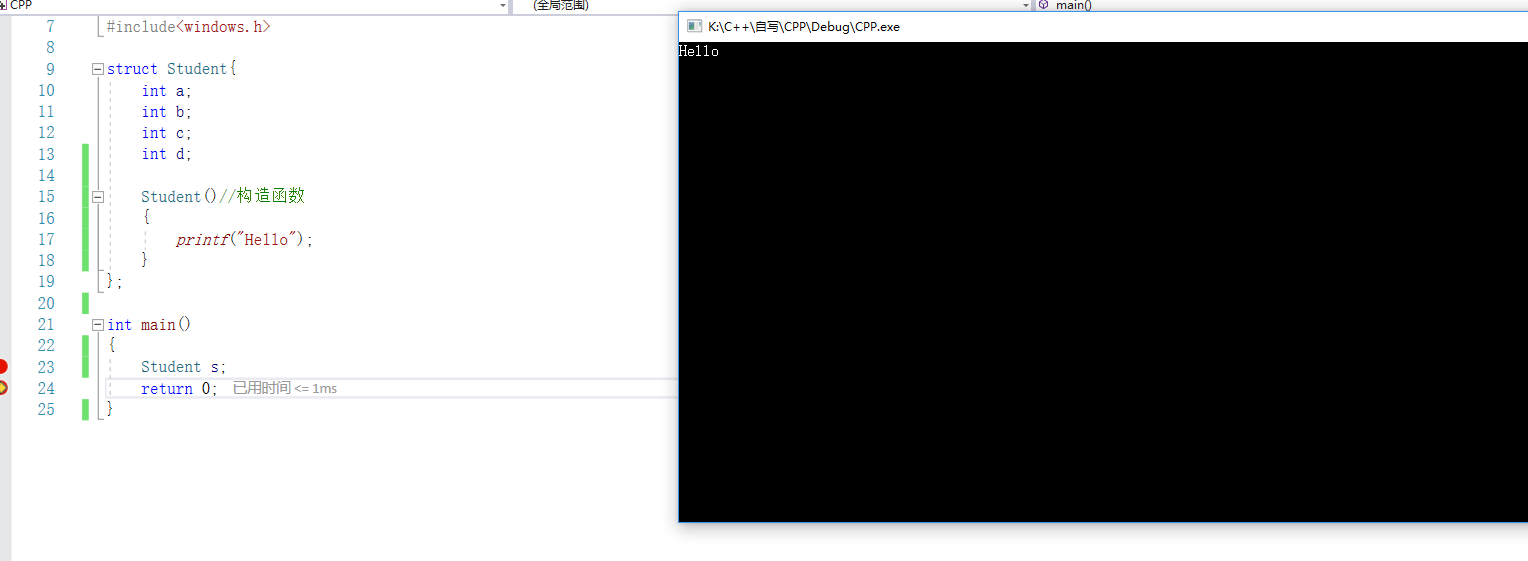 CPP
(全局范围)
main()
7 #include<windows.h>
8
9 struct Student{
10 int a;
11 int b;
12 int c;
13 int d;
14
15 Student()//构造函数
16 {
17 printf("Hello");
18 }
19 };
20
21 int main()
22 {
23 Student s;
24 return 0; 已用时间 <= 1ms
25 }
K:\C++\自写\CPP\Debug\CPP.exe
Hello